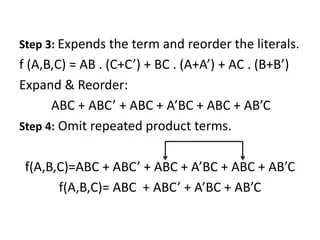 Step 3: Expends the term and reorder the literals.
f (A,B,C) = AB . (C+C’) + BC . (A+A’) + AC . (B+B’)
Expand & Reorder:
ABC + ABC’ + ABC + A’BC + ABC + AB’C
Step 4: Omit repeated product terms.
f(A,B,C)=ABC + ABC’ + ABC + A’BC + ABC + AB’C
f(A,B,C)= ABC + ABC’ + A’BC + AB’C